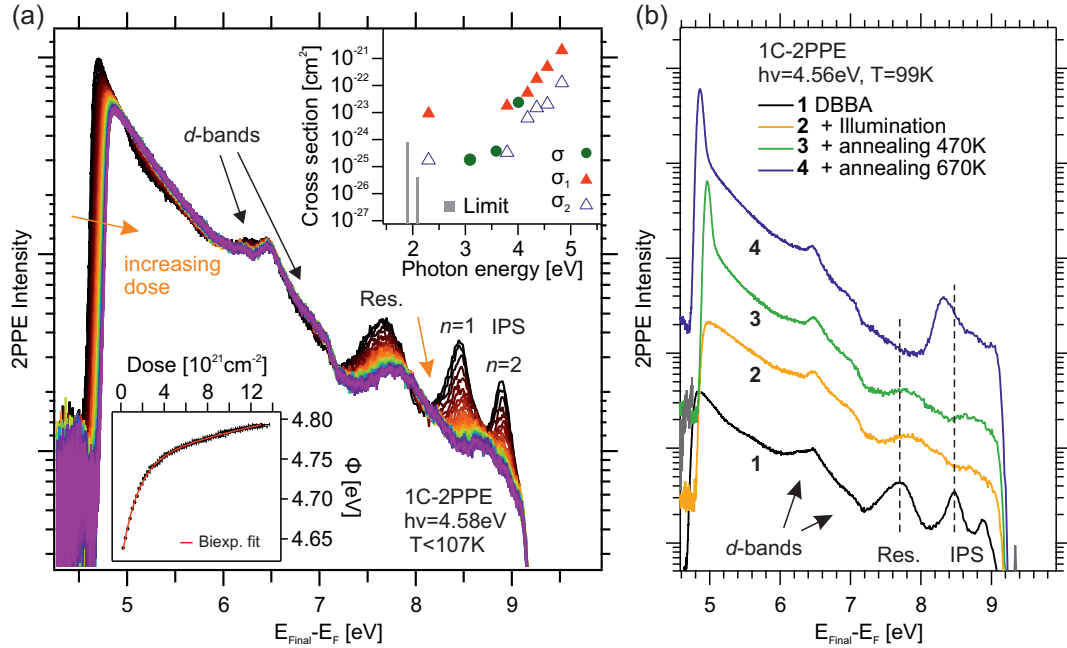 (a)
2PPE Intensity
d-bands
increasing
dose
Cross section [cm²]
10⁻²¹
10⁻²²
10⁻²³
10⁻²⁴
10⁻²⁵
10⁻²⁶
10⁻²⁷
Limit
σ
σ₁
σ₂
2 3 4 5
Photon energy [eV]
Res.
n=1 IPS
n=2
Dose [10²¹cm⁻²]
0 4 8 12
4.80
4.75
4.70
4.65
Φ [eV]
Biexp. fit
1C-2PPE
hν=4.58eV
T<107K
5 6 7 8 9
E_Final-E_F [eV]
(b)
2PPE Intensity
1C-2PPE
hν=4.56eV, T=99K
1 DBBA
2 + Illumination
3 + annealing 470K
4 + annealing 670K
4
3
2
1
d-bands
Res.
IPS
5 6 7 8 9
E_Final-E_F [eV]